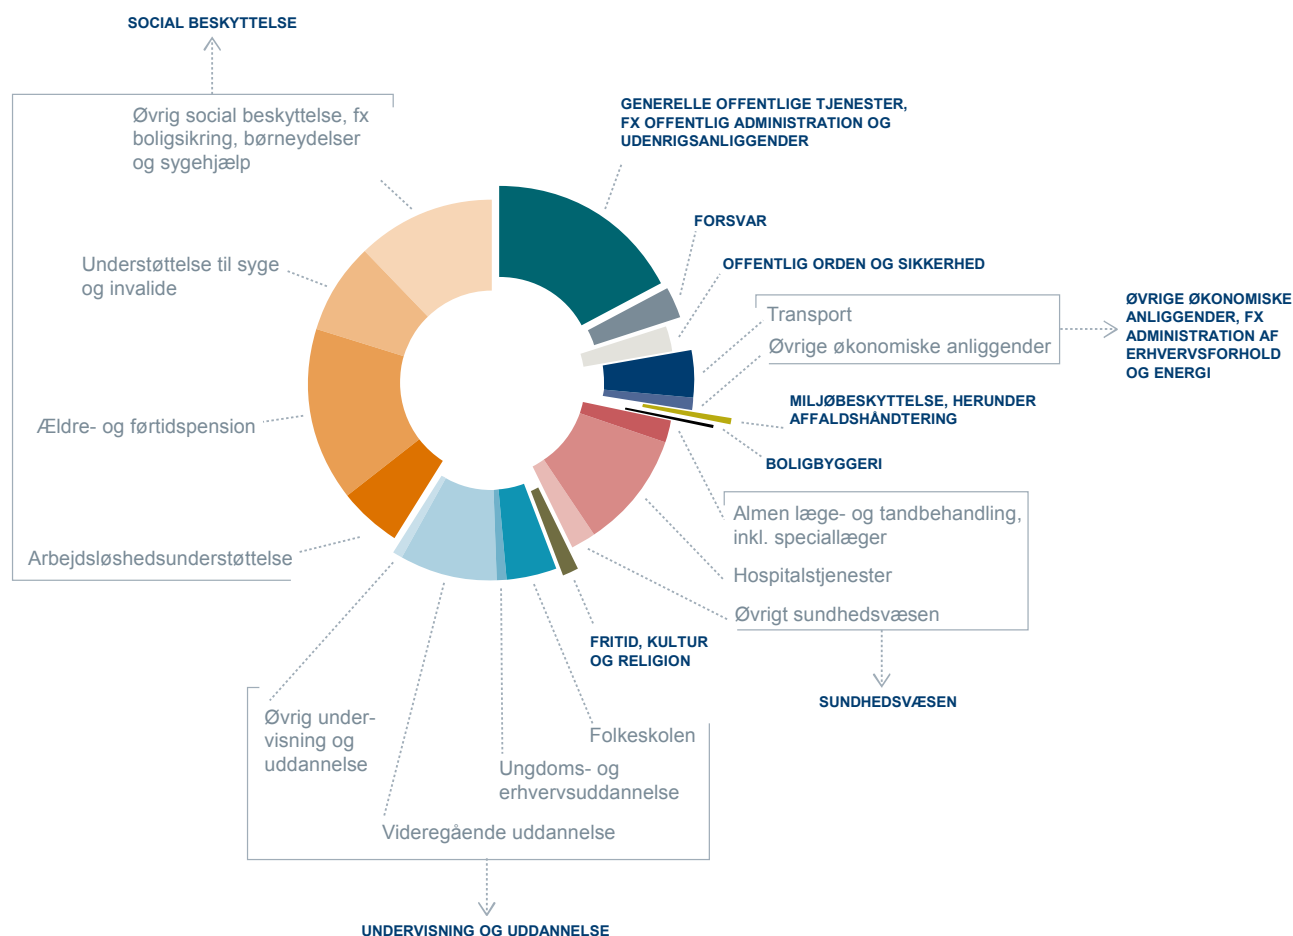 SOCIAL BESKYTTELSE
Øvrig social beskyttelse, fx
boligsikring, børneydelser
og sygehjælp
Understøttelse til syge
og invalide
Ældre- og førtidspension
Arbejdsløshedsunderstøttelse
GENERELLE OFFENTLIGE TJENESTER,
FX OFFENTLIG ADMINISTRATION OG
UDENRIGSANLIGGENDER
FORSVAR
OFFENTLIG ORDEN OG SIKKERHED
Transport
Øvrige økonomiske anliggender
ØVRIGE ØKONOMISKE
ANLIGGENDER, FX
ADMINISTRATION AF
ERHVERVSFORHOLD
OG ENERGI
MILJØBESKYTTELSE, HERUNDER
AFFALDSHÅNDTERING
BOLIGBYGGERI
Almen læge- og tandbehandling,
inkl. speciallæger
Hospitalstjenester
Øvrigt sundhedsvæsen
SUNDHEDSVÆSEN
FRITID, KULTUR
OG RELIGION
Folkeskolen
Ungdoms- og
erhvervsuddannelse
Videregående uddannelse
Øvrig under-
visning og
uddannelse
UNDERVISNING OG UDDANNELSE